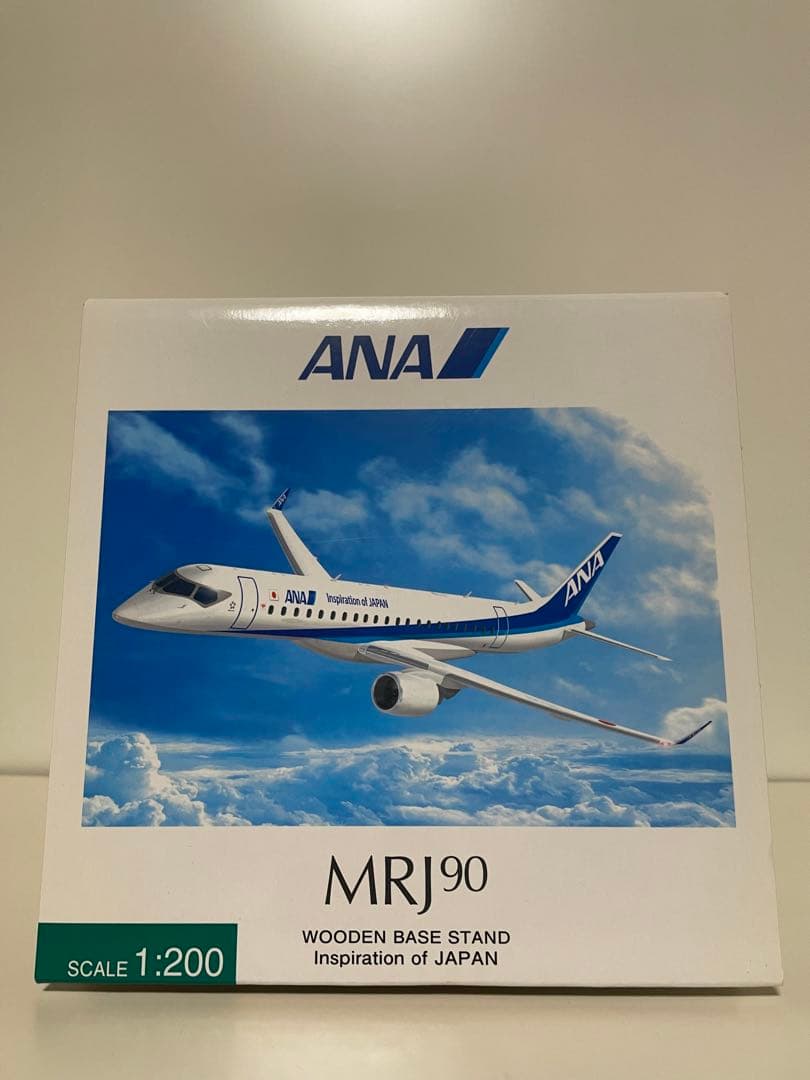 ANA
ANA Inspiration of JAPAN
ANA
MRJ90
WOODEN BASE STAND
Inspiration of JAPAN
SCALE 1:200